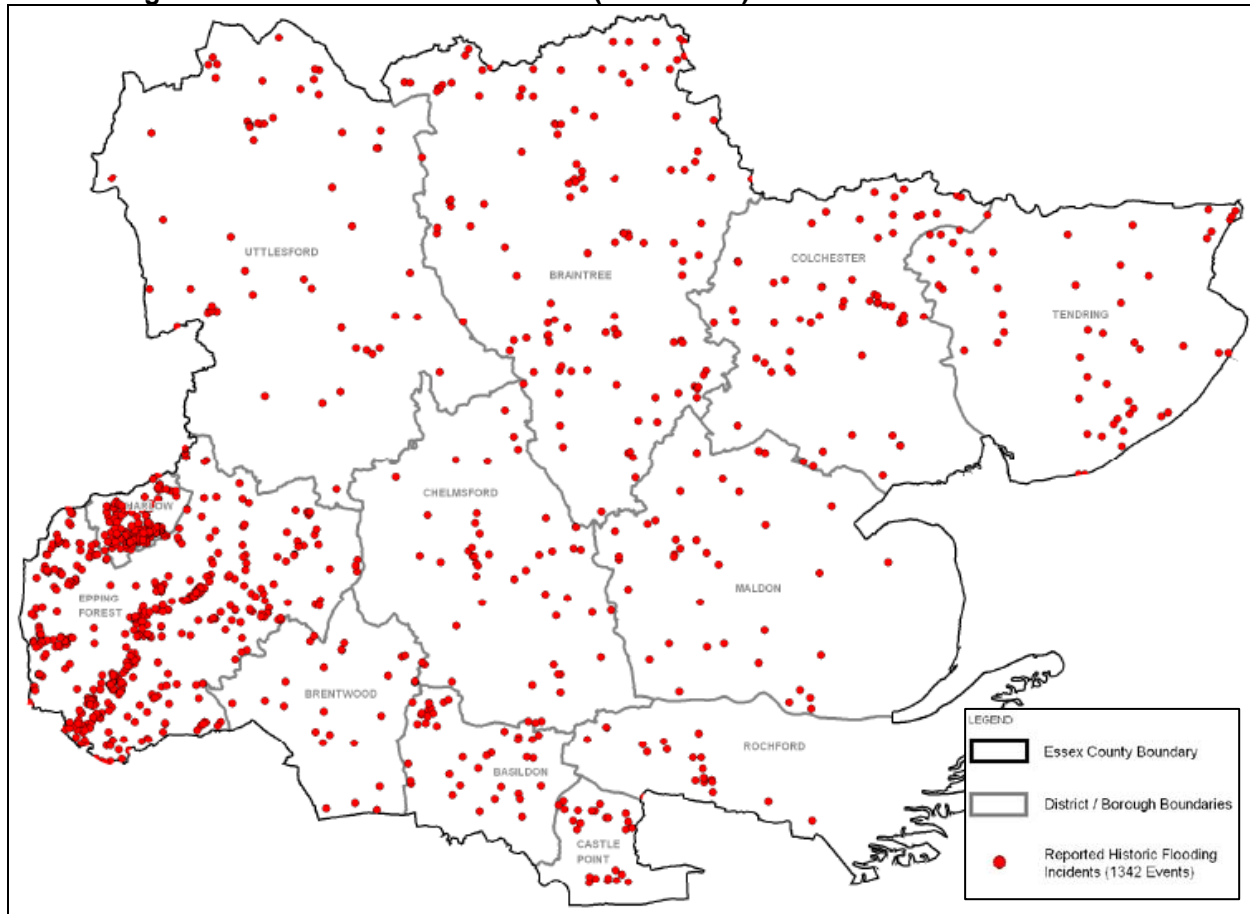 UTTLESFORD
BRAINTREE
COLCHESTER
TENDRING
HARLOW
CHELMSFORD
EPPING
FOREST
MALDON
BRENTWOOD
ROCHFORD
BASILDON
CASTLE
POINT
LEGEND
Essex County Boundary
District / Borough Boundaries
Reported Historic Flooding
Incidents (1342 Events)